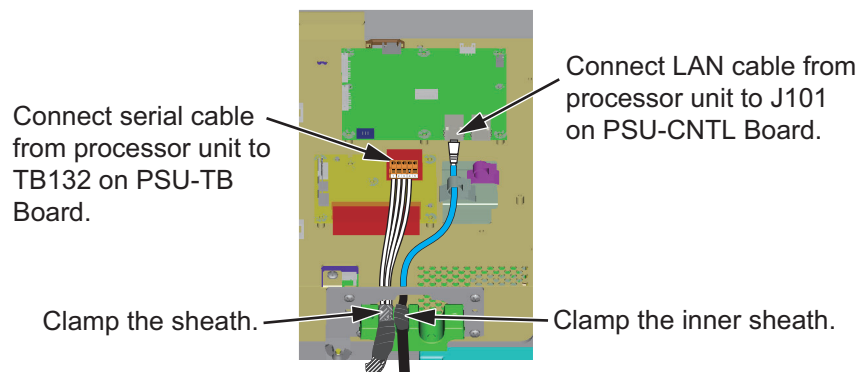 Connect serial cable
from processor unit to
TB132 on PSU-TB
Board.
Connect LAN cable from
processor unit to J101
on PSU-CNTL Board.
Clamp the sheath.
Clamp the inner sheath.